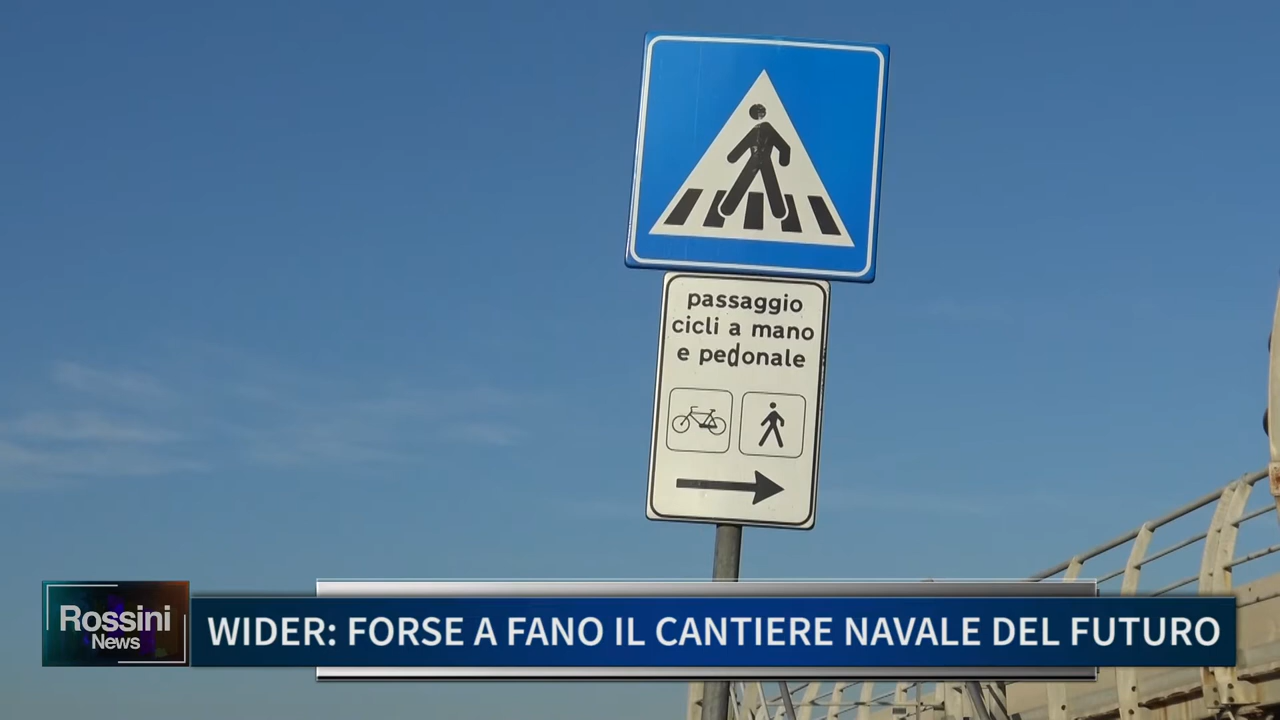 passaggio
cicli a mano
e pedonale
Rossini
News
WIDER: FORSE A FANO IL CANTIERE NAVALE DEL FUTURO